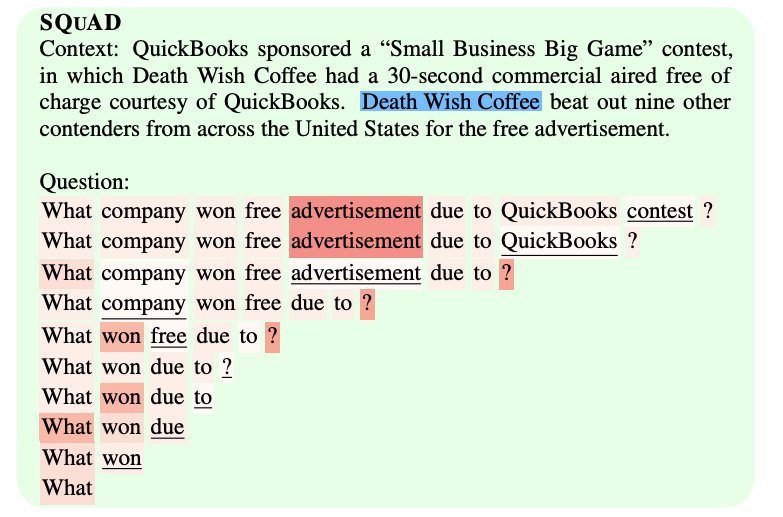 SQUAD
Context: QuickBooks sponsored a “Small Business Big Game” contest,
in which Death Wish Coffee had a 30-second commercial aired free of
charge courtesy of QuickBooks. Death Wish Coffee beat out nine other
contenders from across the United States for the free advertisement.
Question:
What company won free advertisement due to QuickBooks contest ?
What company won free advertisement due to QuickBooks ?
What company won free advertisement due to ?
What company won free due to ?
What won free due to ?
What won due to ?
What won due to
What won due
What won
What